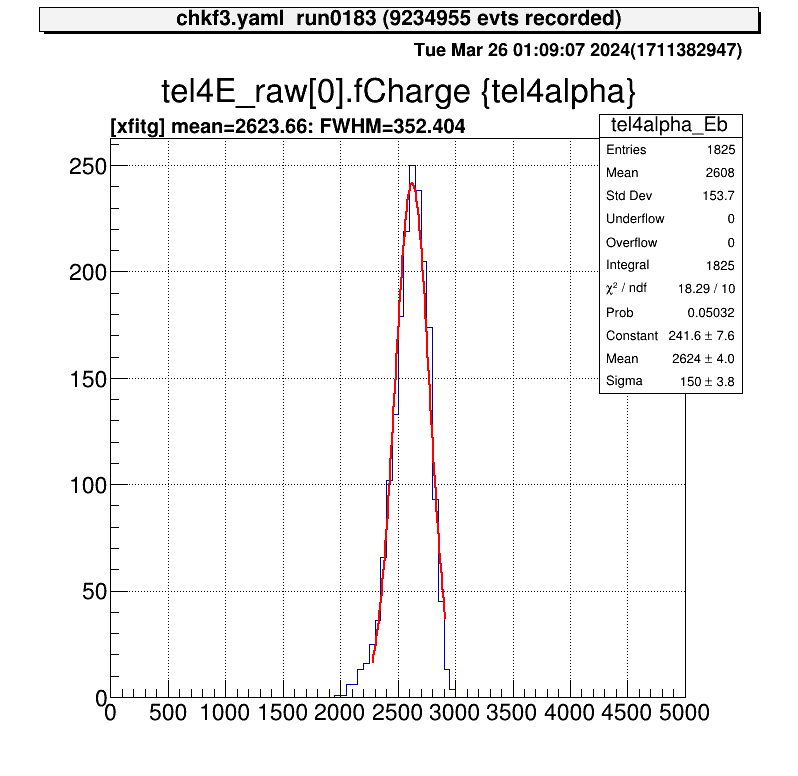 chkf3.yaml run0183 (9234955 evts recorded)
Tue Mar 26 01:09:07 2024(1711382947)
tel4E_raw[0].fCharge {tel4alpha}
[xfitg] mean=2623.66: FWHM=352.404
tel4alpha_Eb
Entries 1825
Mean 2608
Std Dev 153.7
Underflow 0
Overflow 0
Integral 1825
χ² / ndf 18.29 / 10
Prob 0.05032
Constant 241.6 ± 7.6
Mean 2624 ± 4.0
Sigma 150 ± 3.8
250
200
150
100
50
0
0 500 1000 1500 2000 2500 3000 3500 4000 4500 5000